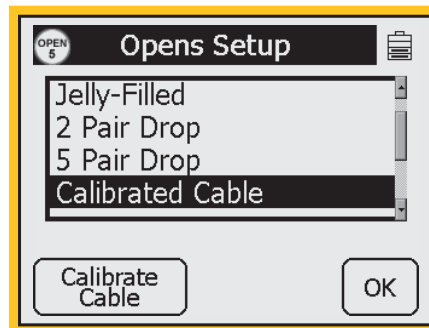 OPEN
5
Opens Setup
Jelly-Filled
2 Pair Drop
5 Pair Drop
Calibrated Cable
Calibrate
Cable
OK